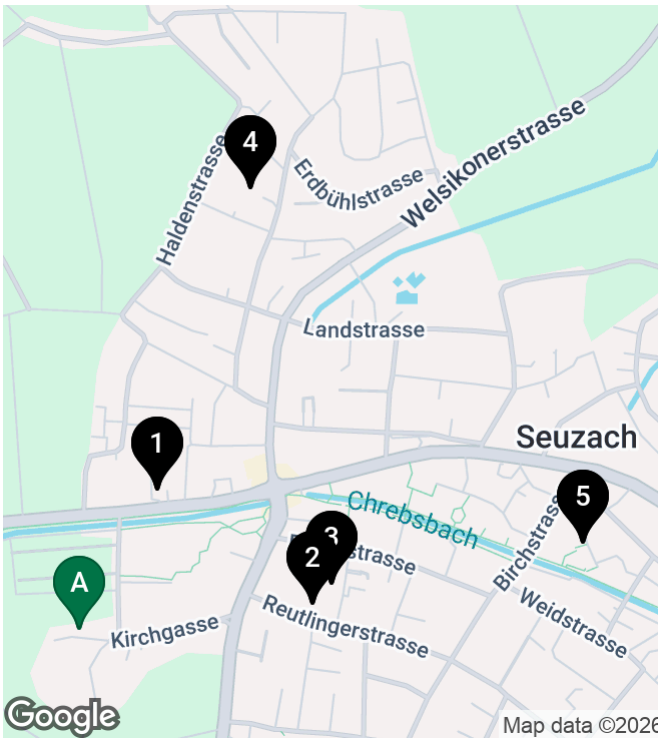 4
Haldenstrasse
Erdbühlstrasse
Welsikonerstrasse
Landstrasse
1
Seuzach
5
Chrebsbach
3
2
Birchstrasse
A
Weidstrasse
Kirchgasse
Reutlingerstrasse
Google
Map data ©2026